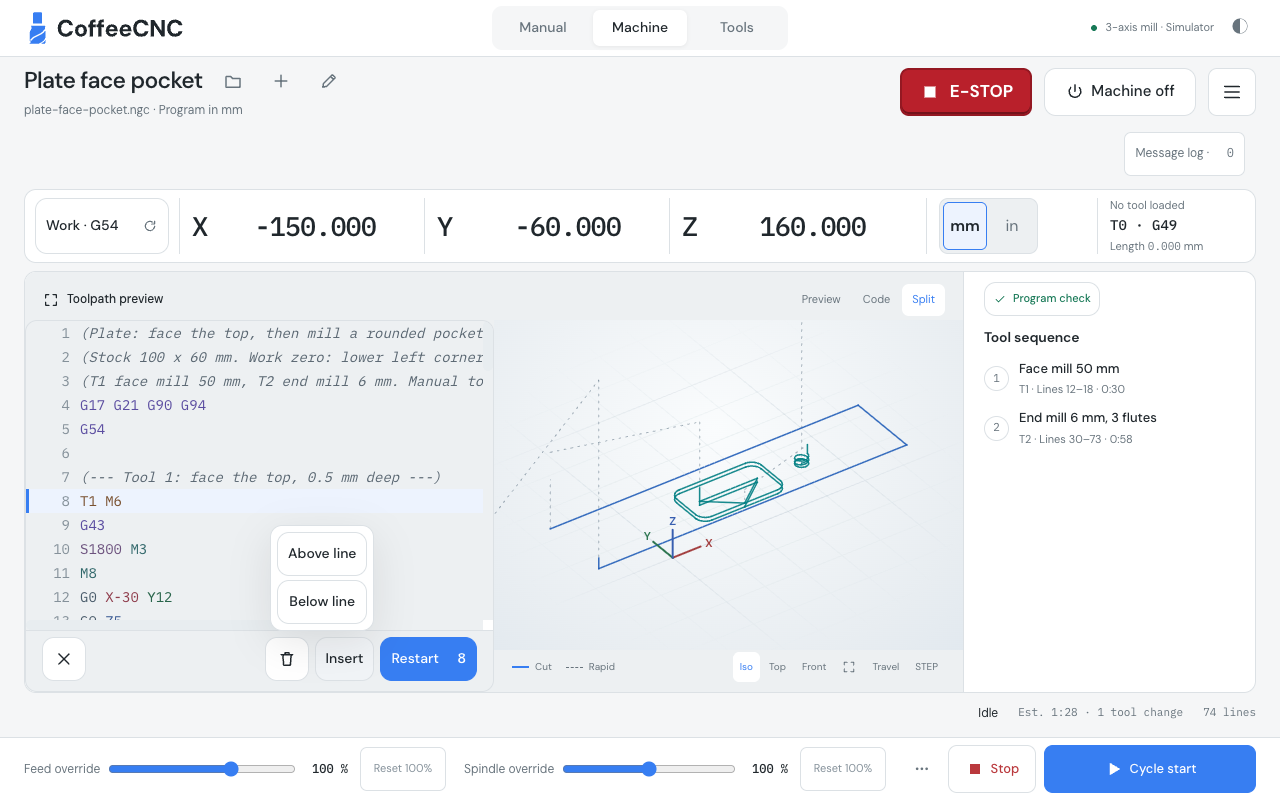 CoffeeCNC
Manual
Machine
Tools
3-axis mill · Simulator
Plate face pocket
plate-face-pocket.ngc · Program in mm
E-STOP
Machine off
Message log · 0
Work · G54
X -150.000
Y -60.000
Z 160.000
mm
in
No tool loaded
T0 · G49
Length 0.000 mm
Toolpath preview
Preview
Code
Split
1 (Plate: face the top, then mill a rounded pocket
2 (Stock 100 x 60 mm. Work zero: lower left corner
3 (T1 face mill 50 mm, T2 end mill 6 mm. Manual to
4 G17 G21 G90 G94
5 G54
6
7 (--- Tool 1: face the top, 0.5 mm deep ---)
8 T1 M6
9 G43
10 S1800 M3
11 M8
12 G0 X-30 Y12
13 G0 Z5
Above line
Below line
Insert
Restart 8
Z
Y
X
Cut
Rapid
Iso
Top
Front
Travel
STEP
Program check
Tool sequence
1
Face mill 50 mm
T1 · Lines 12–18 · 0:30
2
End mill 6 mm, 3 flutes
T2 · Lines 30–73 · 0:58
Idle
Est. 1:28 · 1 tool change
74 lines
Feed override
100 %
Reset 100%
Spindle override
100 %
Reset 100%
Stop
Cycle start